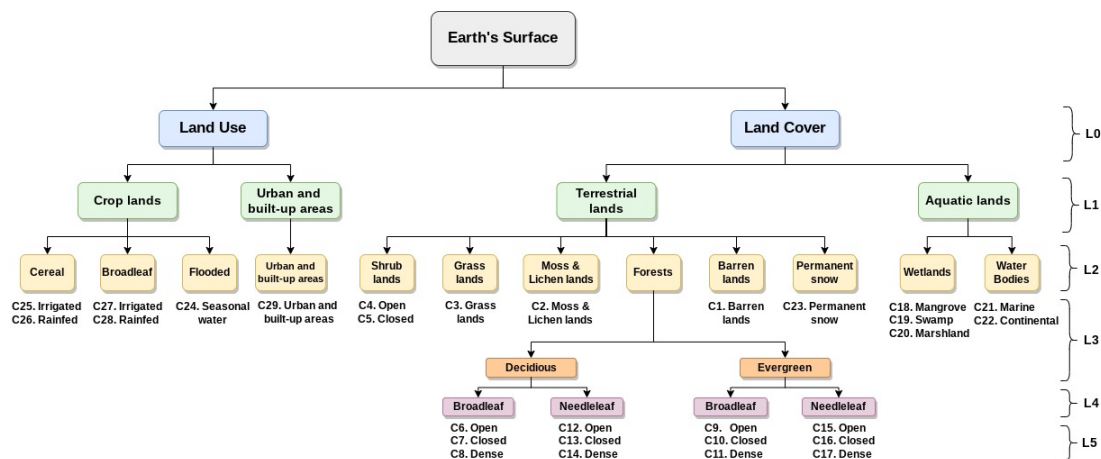 Earth's Surface
Land Use
Land Cover
L0
Crop lands
Urban and
built-up areas
Terrestrial
lands
Aquatic lands
L1
Cereal
Broadleaf
Flooded
Urban and
built-up areas
Shrub
lands
Grass
lands
Moss &
Lichen lands
Forests
Barren
lands
Permanent
snow
Wetlands
Water
Bodies
L2
C25. Irrigated
C26. Rainfed
C27. Irrigated
C28. Rainfed
C24. Seasonal
water
C29. Urban and
built-up areas
C4. Open
C5. Closed
C3. Grass
lands
C2. Moss &
Lichen lands
C1. Barren
lands
C23. Permanent
snow
C18. Mangrove
C19. Swamp
C20. Marshland
C21. Marine
C22. Continental
L3
Decidious
Evergreen
Broadleaf
Needleleaf
Broadleaf
Needleleaf
L4
C6. Open
C7. Closed
C8. Dense
C12. Open
C13. Closed
C14. Dense
C9. Open
C10. Closed
C11. Dense
C15. Open
C16. Closed
C17. Dense
L5